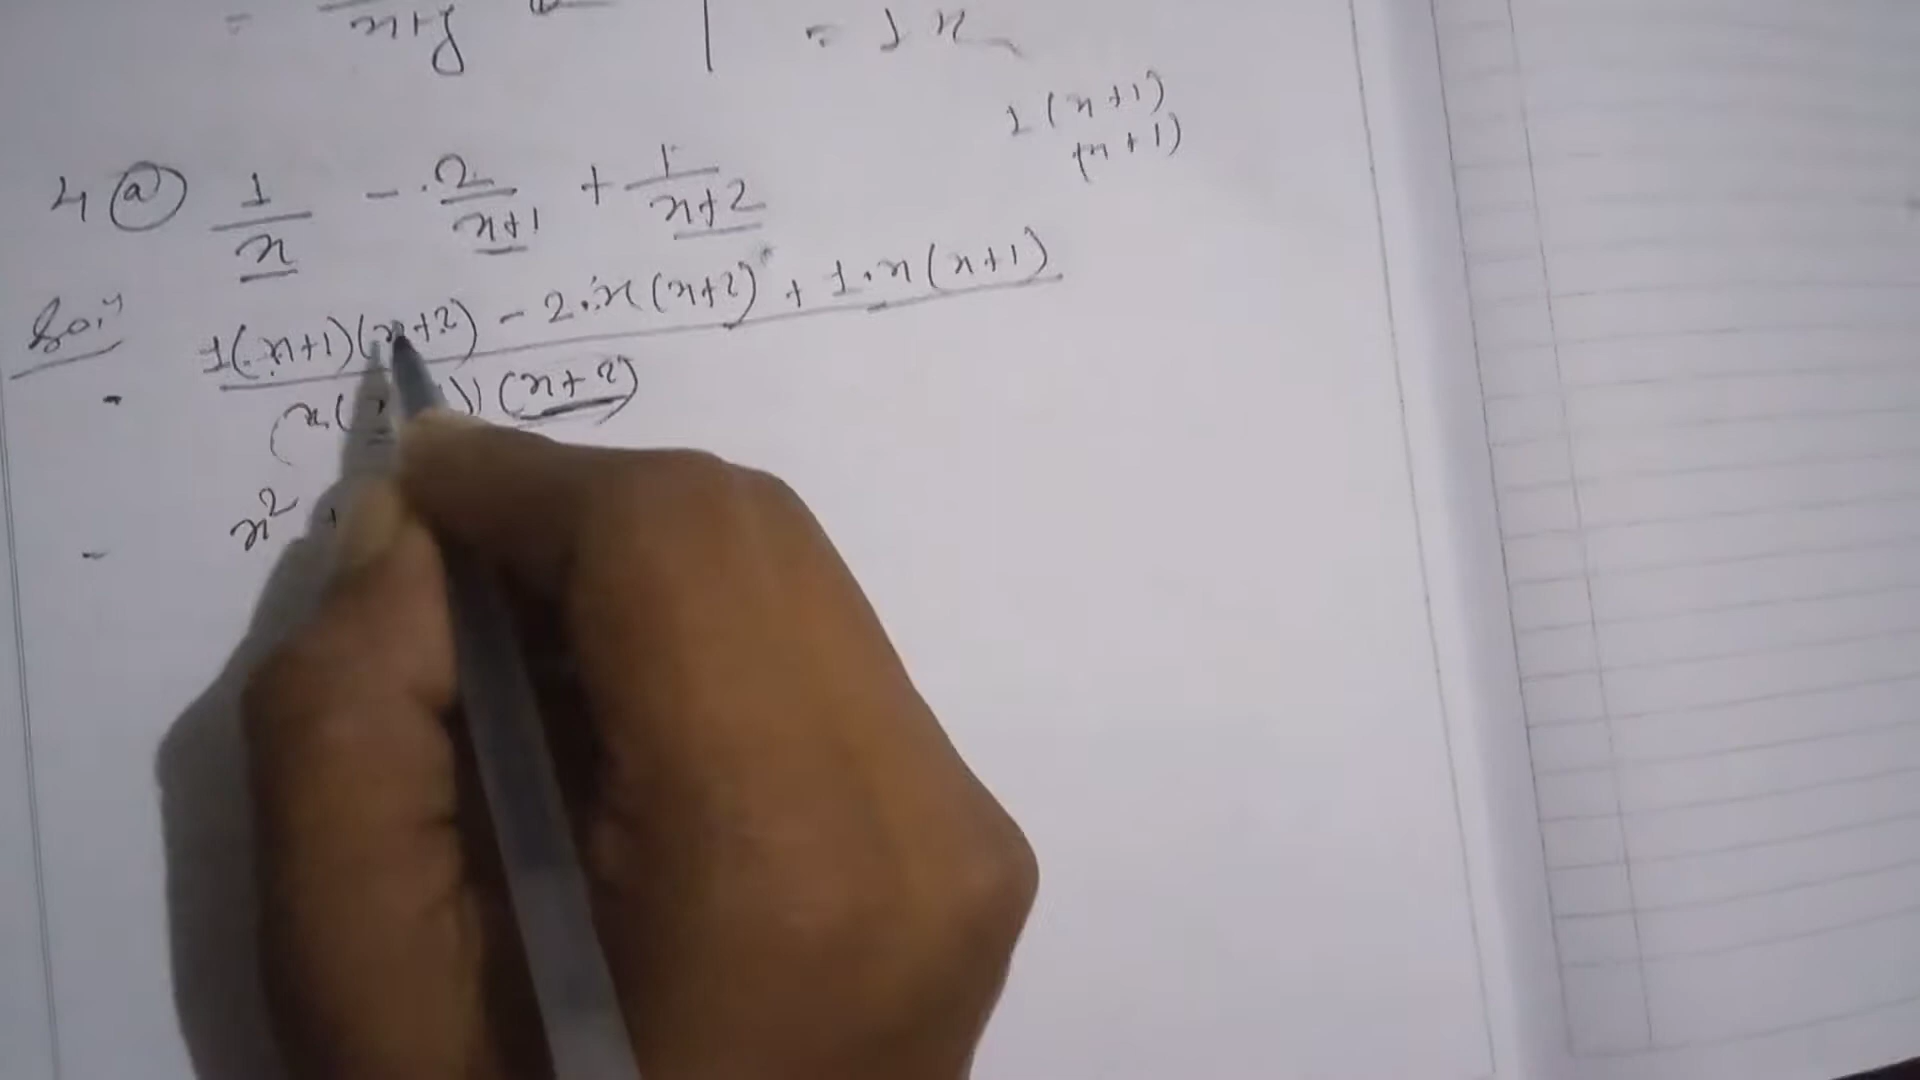 = x+y = 1 x
1(x+1)
(x+1)
4 (a) 1/x - 2/x+1 + 1/x+2
Sol:n
= 1(x+1)(x+2) - 2.x(x+2) + 1.x(x+1)
x( )(x+2)
= x² +